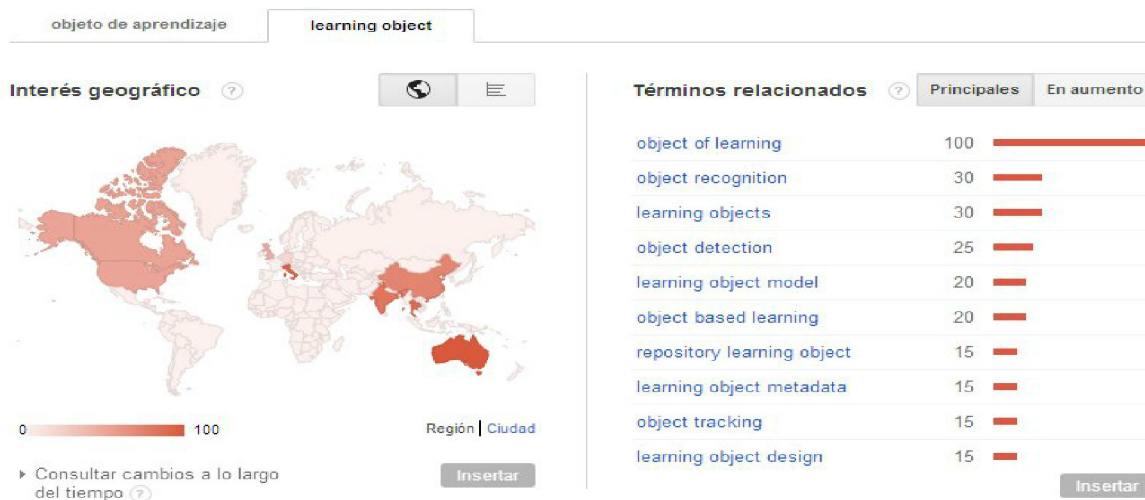 objeto de aprendizaje
learning object
Interés geográfico ?
0 100
Región Ciudad
Consultar cambios a lo largo
del tiempo ?
Insertar
Términos relacionados ? Principales En aumento
object of learning 100
object recognition 30
learning objects 30
object detection 25
learning object model 20
object based learning 20
repository learning object 15
learning object metadata 15
object tracking 15
learning object design 15
Insertar